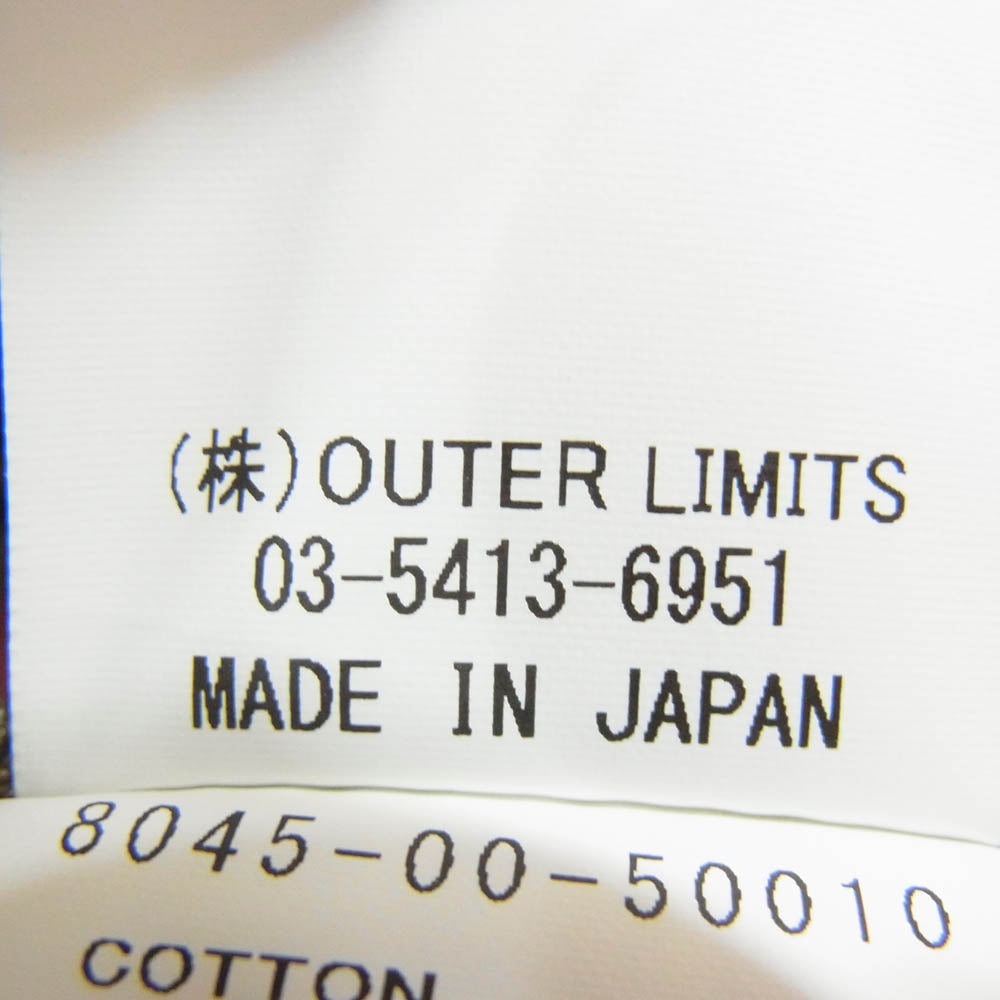 (株)OUTER LIMITS
03-5413-6951
MADE IN JAPAN
8045-00-50010
COTTON